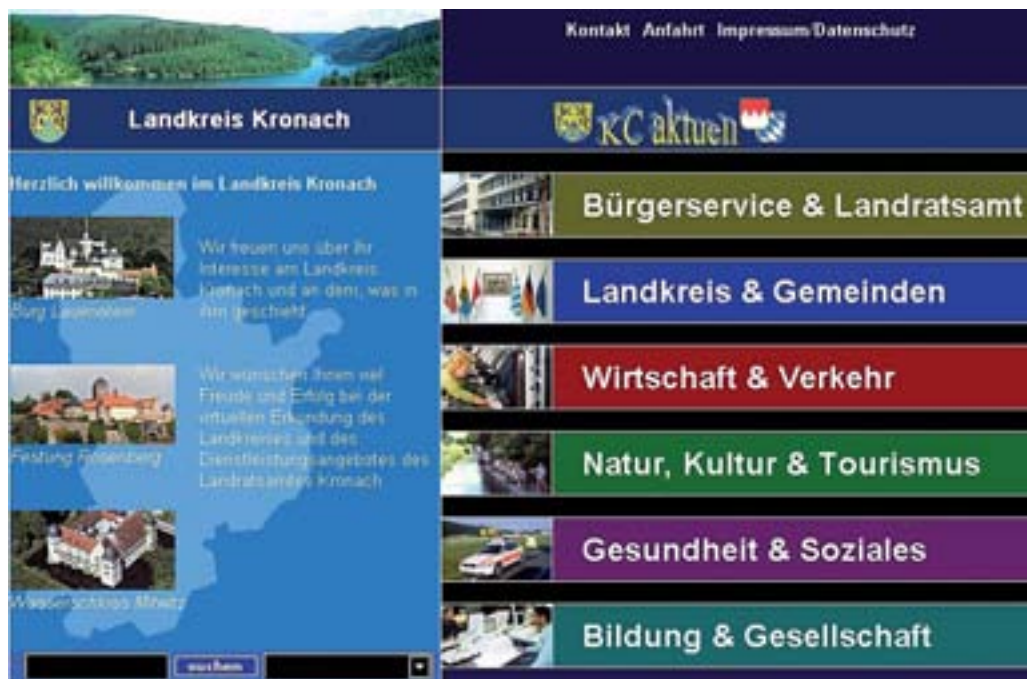 Landkreis Kronach
Herzlich willkommen im Landkreis Kronach
Burg Lauenstein
Wir freuen uns über Ihr
Interesse am Landkreis
Kronach und an dem, was in
ihm geschieht
Festung Rosenberg
Wir wünschen Ihnen viel
Freude und Erfolg bei der
virtuellen Erkundung des
Landkreises und des
Dienstleistungsangebotes des
Landratsamtes Kronach
Wasserschloss Mitwitz
suchen
Kontakt Anfahrt Impressum/Datenschutz
KC aktuell
Bürgerservice & Landratsamt
Landkreis & Gemeinden
Wirtschaft & Verkehr
Natur, Kultur & Tourismus
Gesundheit & Soziales
Bildung & Gesellschaft